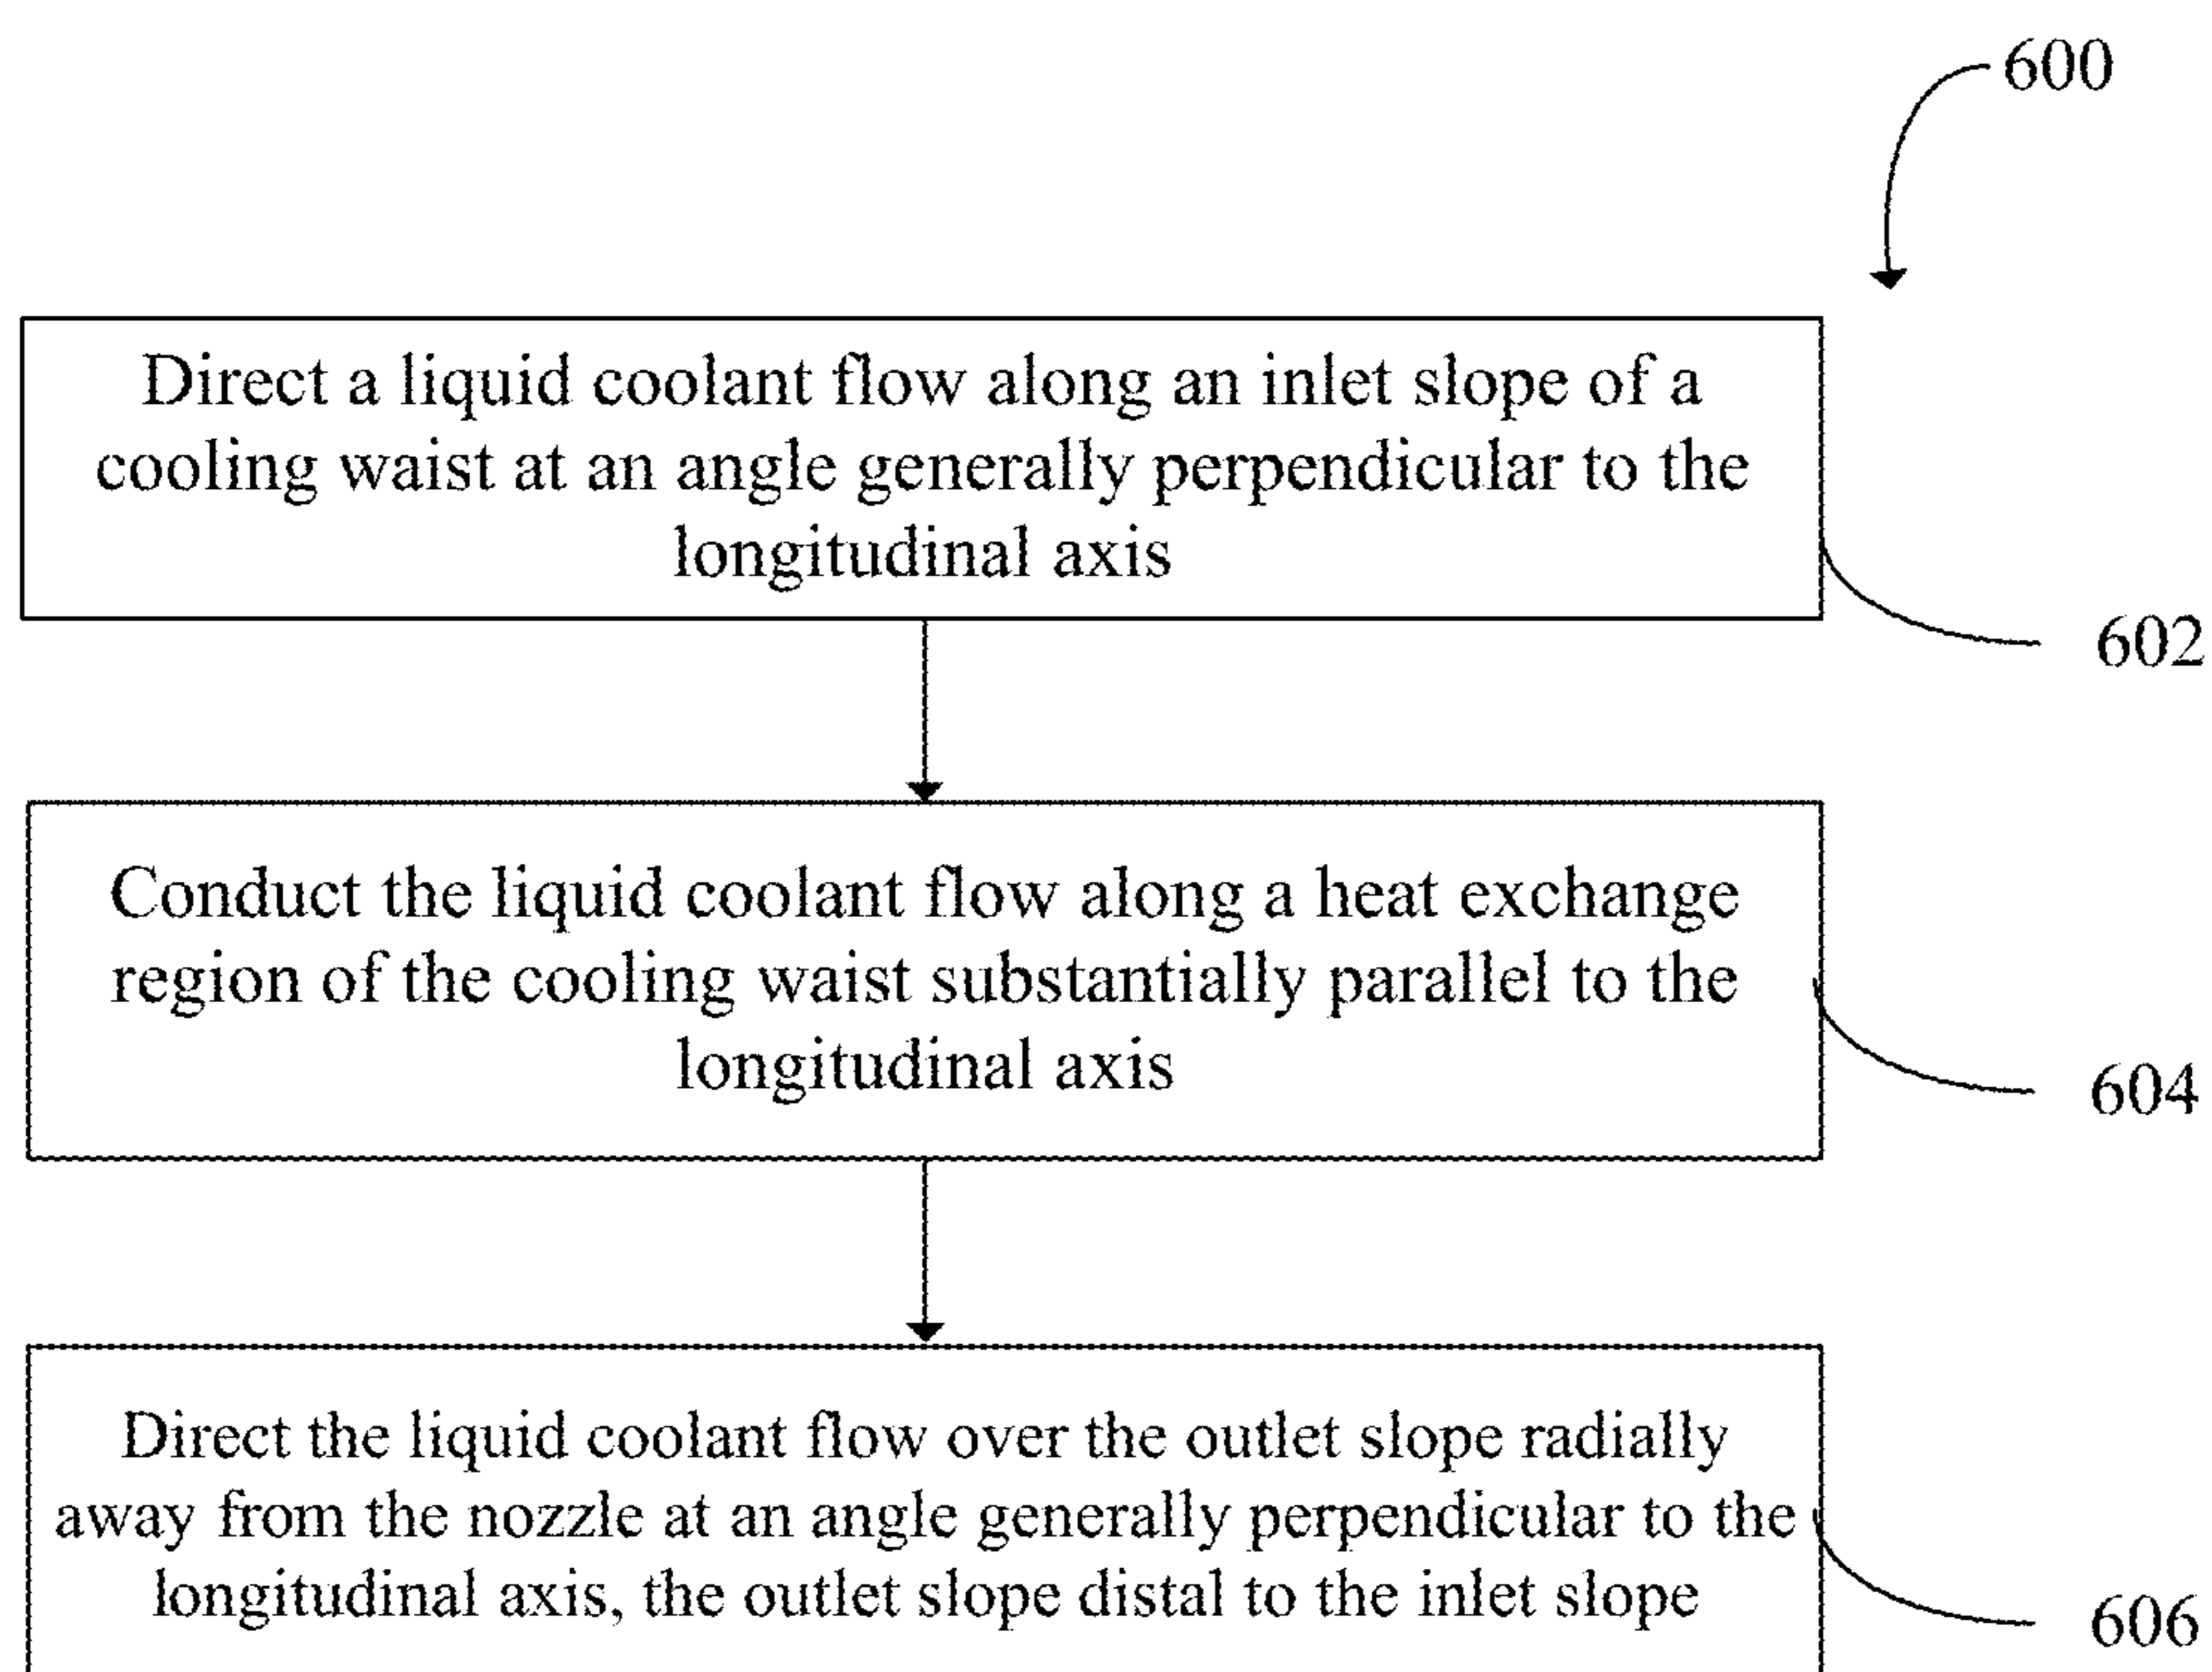 600
Direct a liquid coolant flow along an inlet slope of a
cooling waist at an angle generally perpendicular to the
longitudinal axis
602
Conduct the liquid coolant flow along a heat exchange
region of the cooling waist substantially parallel to the
longitudinal axis
604
Direct the liquid coolant flow over the outlet slope radially
away from the nozzle at an angle generally perpendicular to the
longitudinal axis, the outlet slope distal to the inlet slope
606